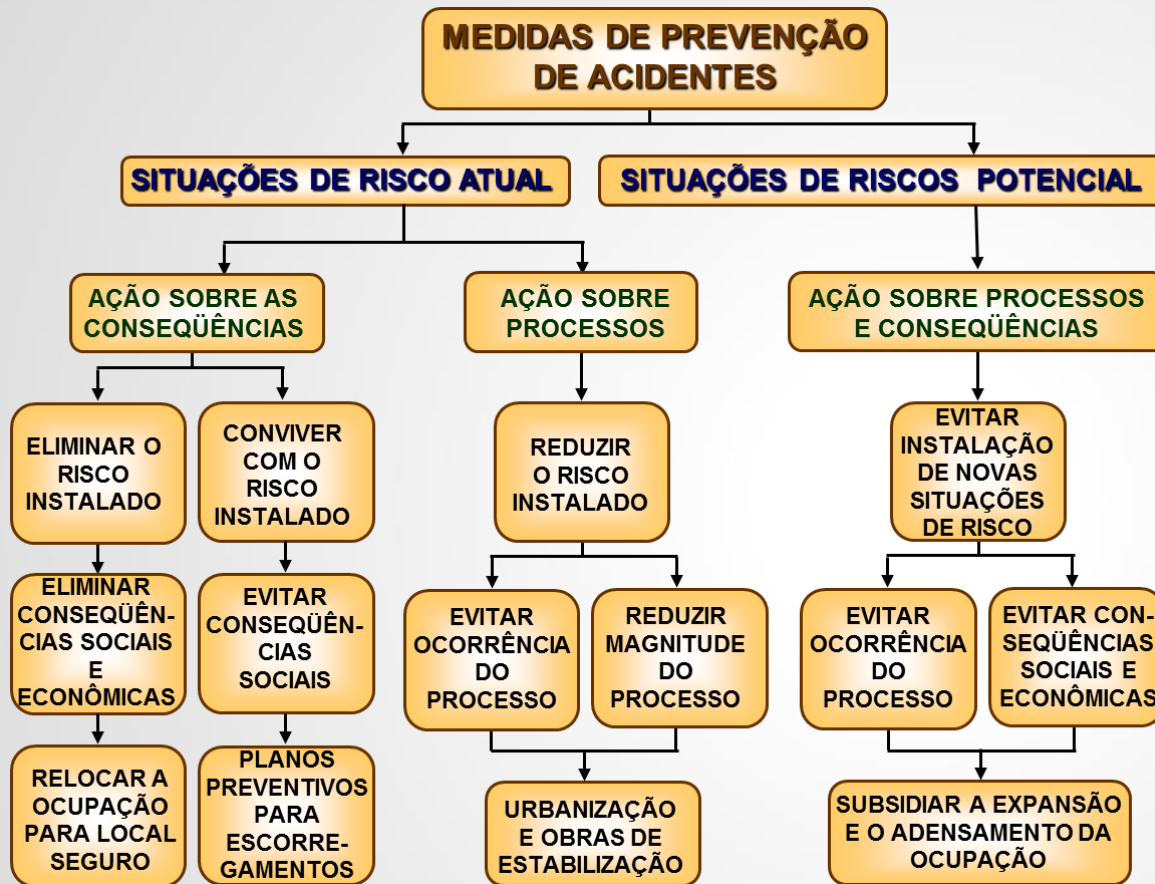 MEDIDAS DE PREVENÇÃO
DE ACIDENTES
SITUAÇÕES DE RISCO ATUAL
SITUAÇÕES DE RISCOS POTENCIAL
AÇÃO SOBRE AS
CONSEQÜÊNCIAS
AÇÃO SOBRE
PROCESSOS
AÇÃO SOBRE PROCESSOS
E CONSEQÜÊNCIAS
ELIMINAR O
RISCO
INSTALADO
CONVIVER
COM O
RISCO
INSTALADO
REDUZIR
O RISCO
INSTALADO
EVITAR
INSTALAÇÃO
DE NOVAS
SITUAÇÕES
DE RISCO
ELIMINAR
CONSEQÜÊN-
CIAS SOCIAIS
E
ECONÔMICAS
EVITAR
CONSEQÜÊN-
CIAS
SOCIAIS
EVITAR
OCORRÊNCIA
DO
PROCESSO
REDUZIR
MAGNITUDE
DO
PROCESSO
EVITAR
OCORRÊNCIA
DO
PROCESSO
EVITAR CON-
SEQÜÊNCIAS
SOCIAIS E
ECONÔMICAS
RELOCAR A
OCUPAÇÃO
PARA LOCAL
SEGURO
PLANOS
PREVENTIVOS
PARA
ESCORRE-
GAMENTOS
URBANIZAÇÃO
E OBRAS DE
ESTABILIZAÇÃO
SUBSIDIAR A EXPANSÃO
E O ADENSAMENTO DA
OCUPAÇÃO